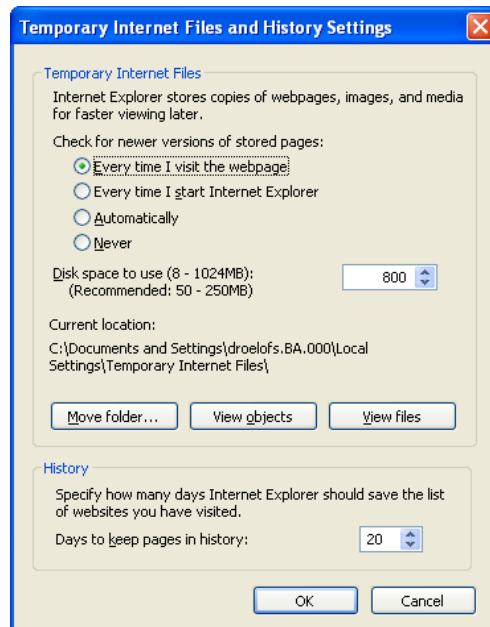 Temporary Internet Files and History Settings
Temporary Internet Files
Internet Explorer stores copies of webpages, images, and media
for faster viewing later.
Check for newer versions of stored pages:
Every time I visit the webpage
Every time I start Internet Explorer
Automatically
Never
Disk space to use (8 - 1024MB): 800
(Recommended: 50 - 250MB)
Current location:
C:\Documents and Settings\droelofs.BA.000\Local
Settings\Temporary Internet Files\
Move folder... View objects View files
History
Specify how many days Internet Explorer should save the list
of websites you have visited.
Days to keep pages in history: 20
OK Cancel